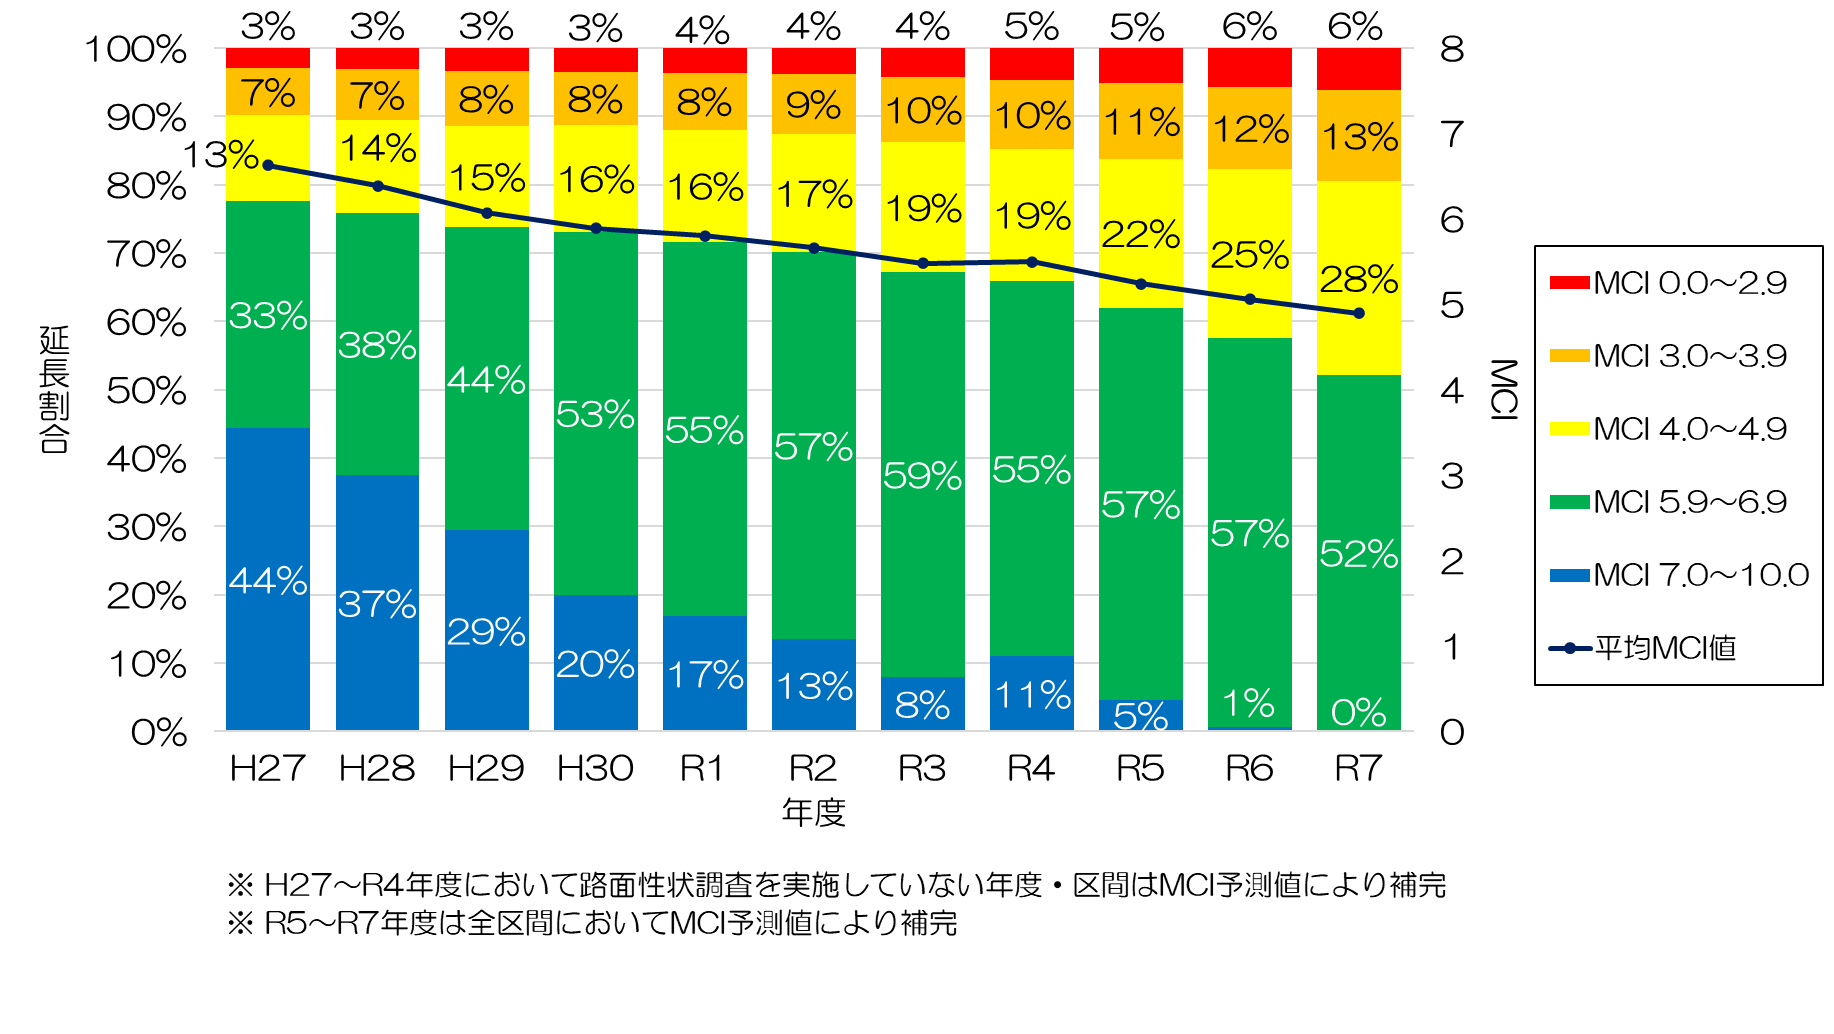 3% 3% 3% 3% 4% 4% 4% 5% 5% 6% 6%
100% 90% 80% 70% 60% 50% 40% 30% 20% 10% 0%
延長割合
7% 7% 8% 8% 8% 9% 10% 10% 11% 12% 13%
13% 14% 15% 16% 16% 17% 19% 19% 22% 25% 28%
33% 38% 44% 53% 55% 57% 59% 55% 57% 57% 52%
44% 37% 29% 20% 17% 13% 8% 11% 5% 1% 0%
8 7 6 5 4 3 2 1 0
MCI
H27 H28 H29 H30 R1 R2 R3 R4 R5 R6 R7
年度
MCI 0.0～2.9
MCI 3.0～3.9
MCI 4.0～4.9
MCI 5.9～6.9
MCI 7.0～10.0
平均MCI値
※ H27～R4年度において路面性状調査を実施していない年度・区間はMCI予測値により補完
※ R5～R7年度は全区間においてMCI予測値により補完